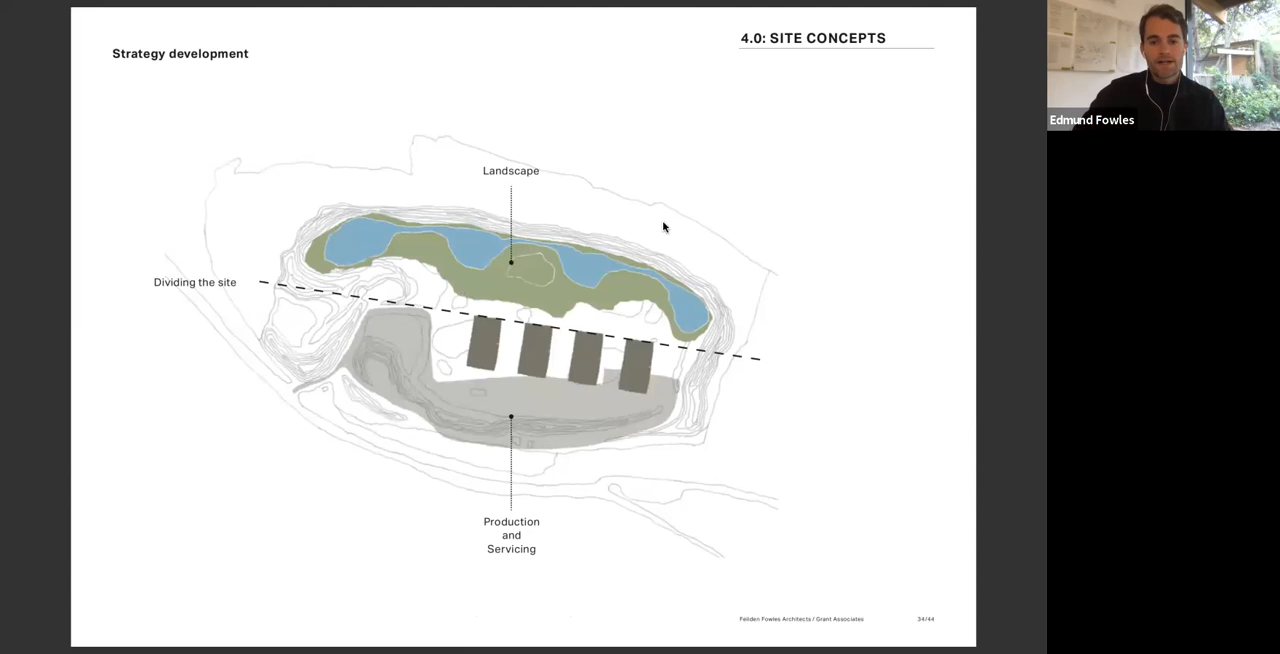 4.0: SITE CONCEPTS
Strategy development
Edmund Fowles
Landscape
Dividing the site
Production
and
Servicing
Feilden Fowles Architects / Grant Associates
34/44